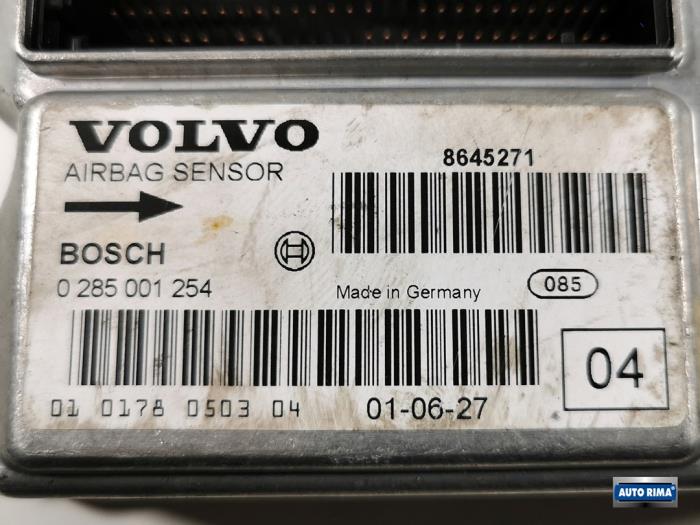 VOLVO
AIRBAG SENSOR
8645271
BOSCH
0 285 001 254
Made in Germany
085
04
01 0178 0503 04
01-06-27
AUTO RIMA®